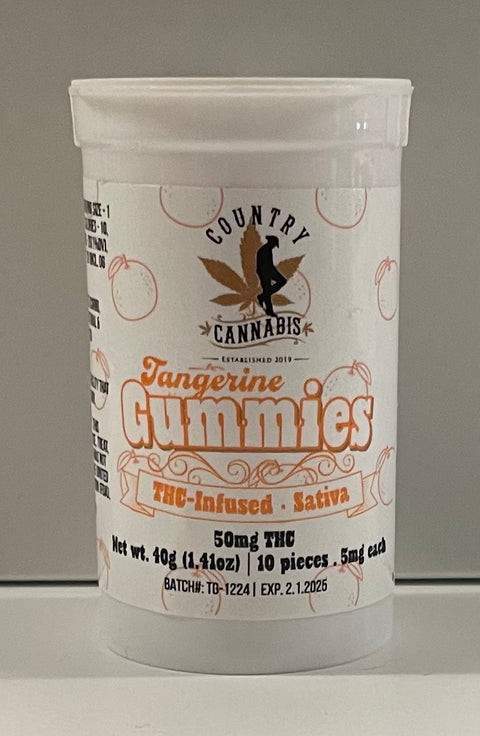 COUNTRY
CANNABIS
ESTABLISHED 2019
Tangerine
Gummies
THC-Infused · Sativa
50mg THC
Net wt. 40g (1.41oz) | 10 pieces . 5mg each
BATCH#: TG-1224 | EXP. 2.1.2025